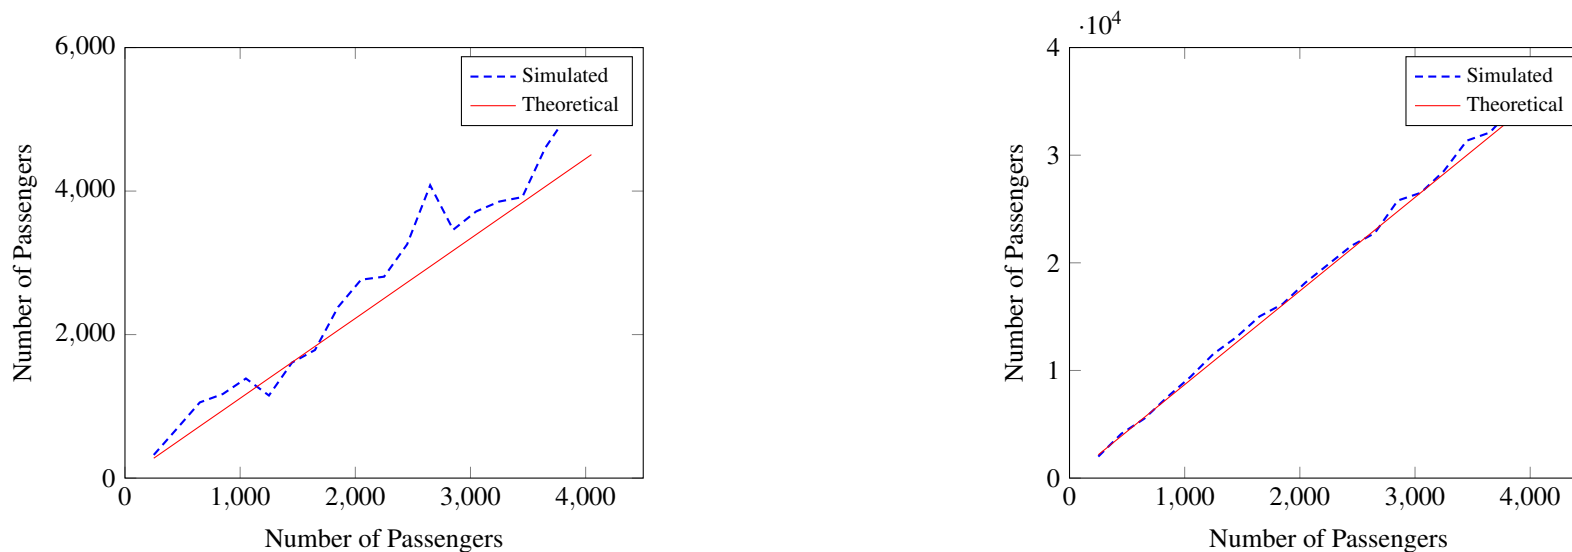 6,000
4,000
2,000
0
Number of Passengers
0 1,000 2,000 3,000 4,000
Number of Passengers
Simulated
Theoretical
·10⁴
4
3
2
1
0
Number of Passengers
0 1,000 2,000 3,000 4,000
Number of Passengers
Simulated
Theoretical